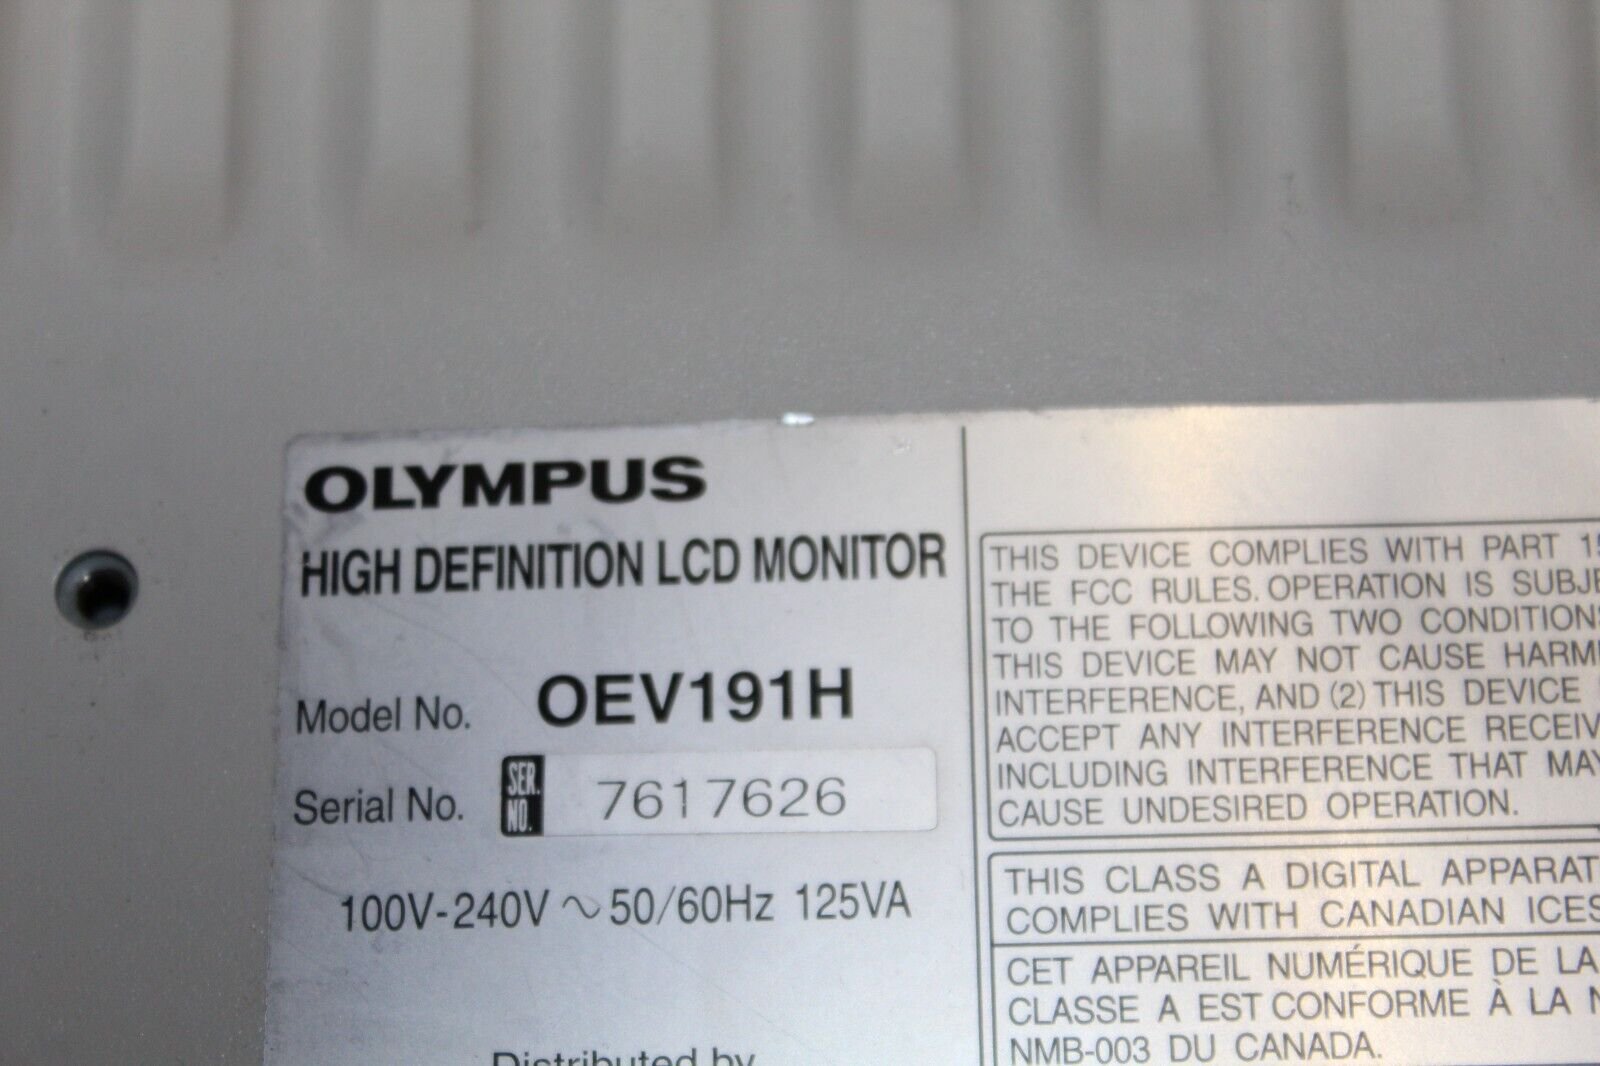 OLYMPUS
HIGH DEFINITION LCD MONITOR
Model No. OEV191H
Serial No. SER. NO. 7617626
100V-240V ~ 50/60Hz 125VA
Distributed by
THIS DEVICE COMPLIES WITH PART
THE FCC RULES. OPERATION IS
TO THE FOLLOWING TWO
THIS DEVICE MAY NOT CAUSE
INTERFERENCE, AND (2) THIS DEVICE
ACCEPT ANY INTERFERENCE
INCLUDING INTERFERENCE THAT MAY
CAUSE UNDESIRED OPERATION.
THIS CLASS A DIGITAL
COMPLIES WITH CANADIAN
CET APPAREIL NUMÉRIQUE DE LA
CLASSE A EST CONFORME À LA
NMB-003 DU CANADA.